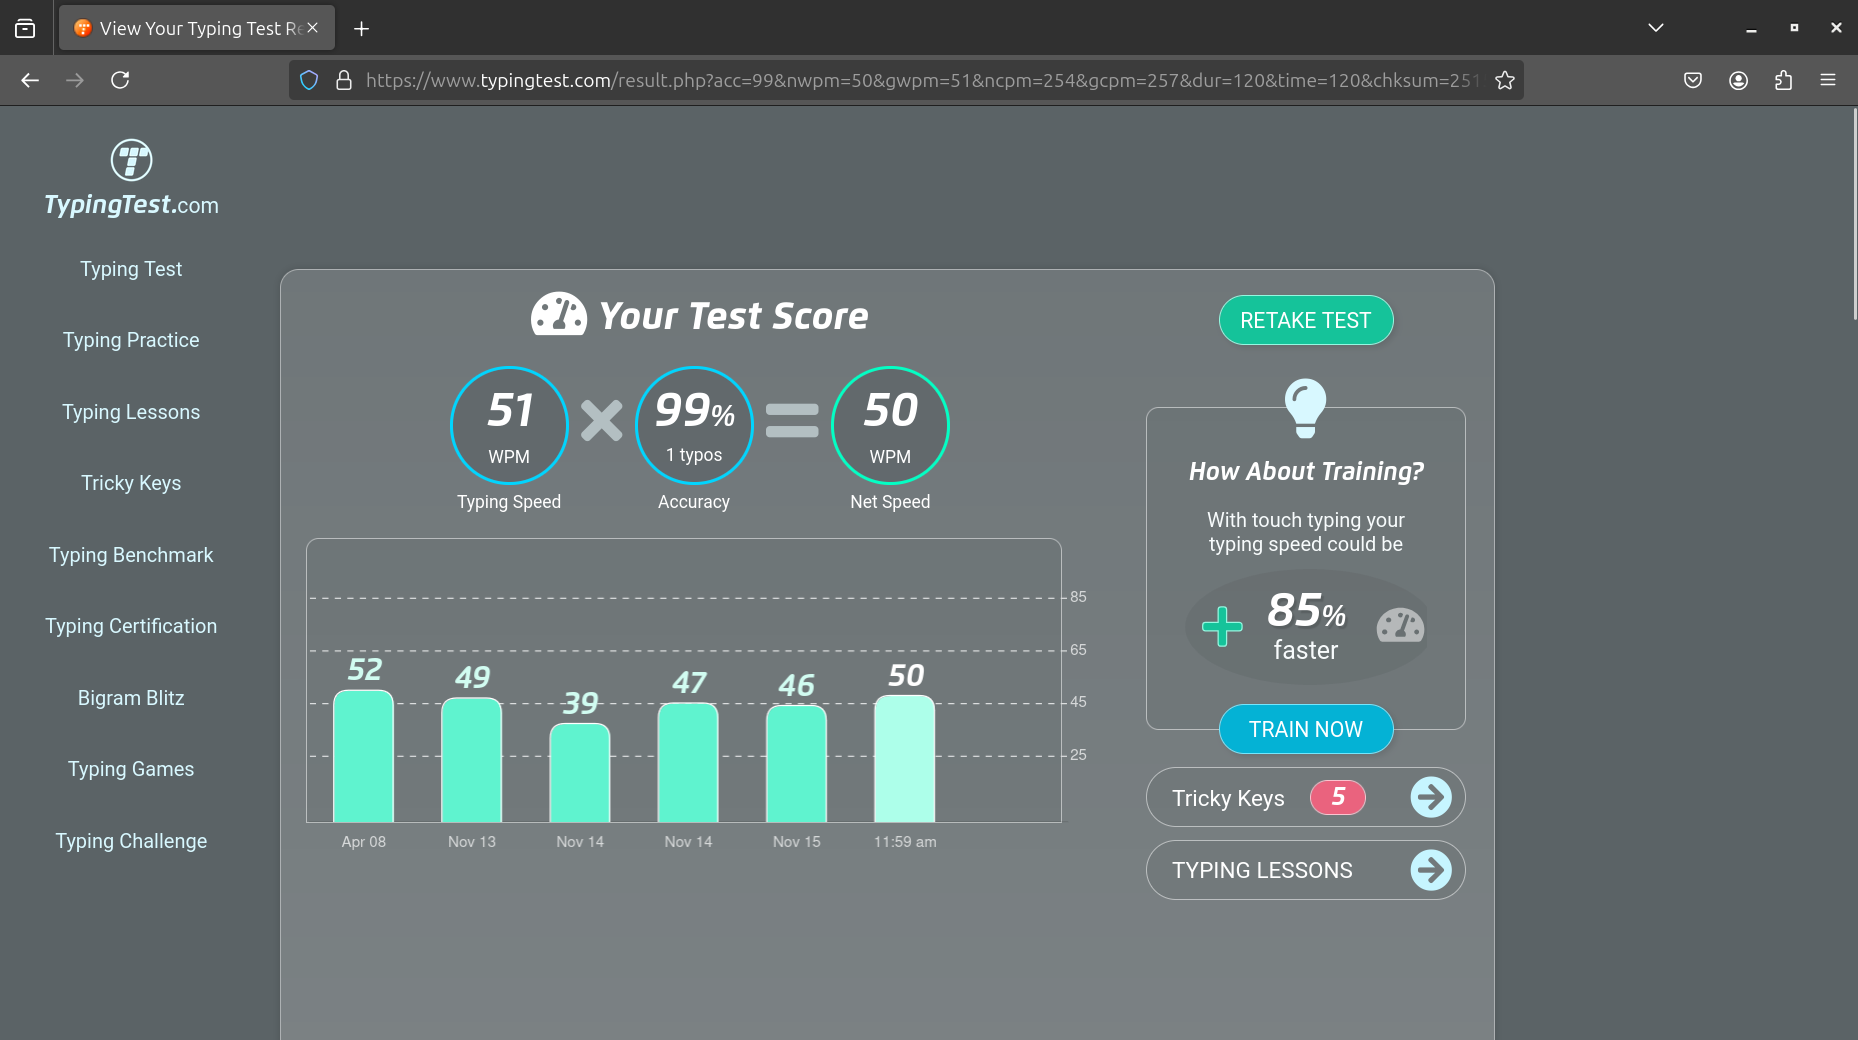 View Your Typing Test Re
https://www.typingtest.com/result.php?acc=99&nwpm=50&gwpm=51&ncpm=254&gcpm=257&dur=120&time=120&chksum=251
TypingTest.com
Typing Test
Typing Practice
Typing Lessons
Tricky Keys
Typing Benchmark
Typing Certification
Bigram Blitz
Typing Games
Typing Challenge
Your Test Score
51 99% 50
WPM 1 typos WPM
Typing Speed Accuracy Net Speed
85
65
45
25
52 49 39 47 46 50
Apr 08 Nov 13 Nov 14 Nov 14 Nov 15 11:59 am
RETAKE TEST
How About Training?
With touch typing your
typing speed could be
85%
faster
TRAIN NOW
Tricky Keys 5
TYPING LESSONS